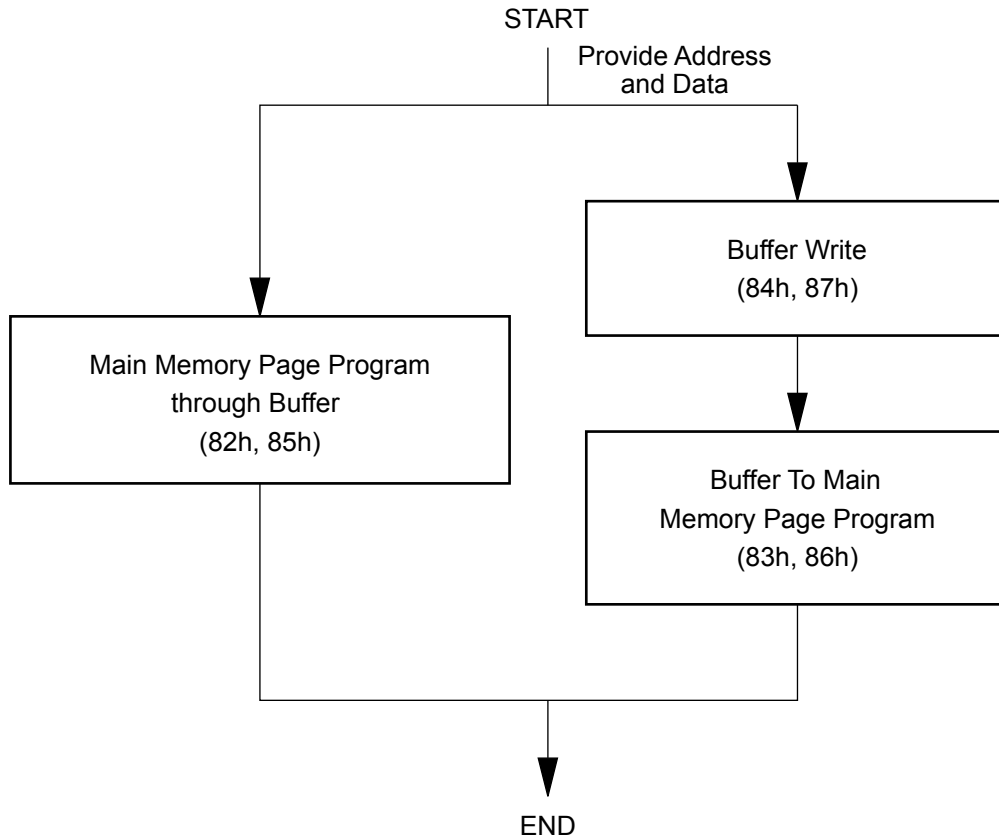 START
Provide Address
and Data
Buffer Write
(84h, 87h)
Main Memory Page Program
through Buffer
(82h, 85h)
Buffer To Main
Memory Page Program
(83h, 86h)
END